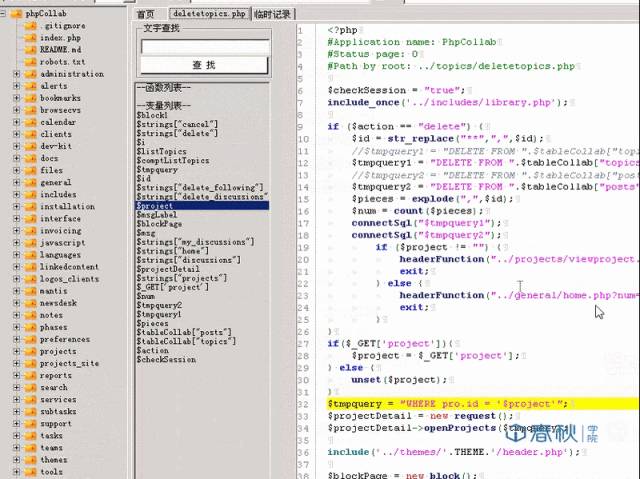 phpCollab
.gitignore
index.php
README.md
robots.txt
administration
alerts
bookmarks
browsecvs
calendar
clients
dev-kit
docs
files
general
includes
installation
interface
invoicing
javascript
languages
linkedcontent
logos_clients
mantis
newsdesk
notes
phases
preferences
projects
projects_site
reports
search
services
subtasks
support
tasks
teams
themes
tools
首页 deletetopics.php 临时记录
文字查找
查 找
--函数列表--
--变量列表--
$block1
$strings["cancel"]
$strings["delete"]
$i
$listTopics
$comptListTopics
$tmpquery
$id
$strings["delete_following"]
$strings["delete_discussions"
$project
$msgLabel
$blockPage
$msg
$strings["my_discussions"]
$strings["home"]
$strings["discussions"]
$projectDetail
$strings["projects"]
$_GET['project']
$num
$tmpquery2
$tmpquery1
$pieces
$tableCollab["posts"]
$tableCollab["topics"]
$action
$checkSession
1 <?php
2 #Application name: PhpCollab
3 #Status page: 0
4 #Path by root: ../topics/deletetopics.php
5
6 $checkSession = "true";
7 include_once('../includes/library.php');
8
9 if ($action == "delete") {
10 $id = str_replace("**",",",$id);
11 //$tmpquery1 = "DELETE FROM ".$tableCollab["topi
12 $tmpquery1 = "DELETE FROM ".$tableCollab["topics
13 //$tmpquery2 = "DELETE FROM ".$tableCollab["post
14 $tmpquery2 = "DELETE FROM ".$tableCollab["posts"
15 $pieces = explode(",",$id);
16 $num = count($pieces);
17 connectSql("$tmpquery1");
18 connectSql("$tmpquery2");
19 if ($project != "") {
20 headerFunction("../projects/viewproject.
21 exit;
22 } else {
23 headerFunction("../general/home.php?num=
24 exit;
25 }
26 }
27 if($_GET['project']){
28 $project = $_GET['project'];
29 } else {
30 unset($project);
31 }
32 $tmpquery = "WHERE pro.id = '$project'";
33 $projectDetail = new request();
34 $projectDetail->openProjects($tmpquery);
35
36 include('../themes/'.THEME.'/header.php');
37
38 $blockPage = new block();
春秋 学院